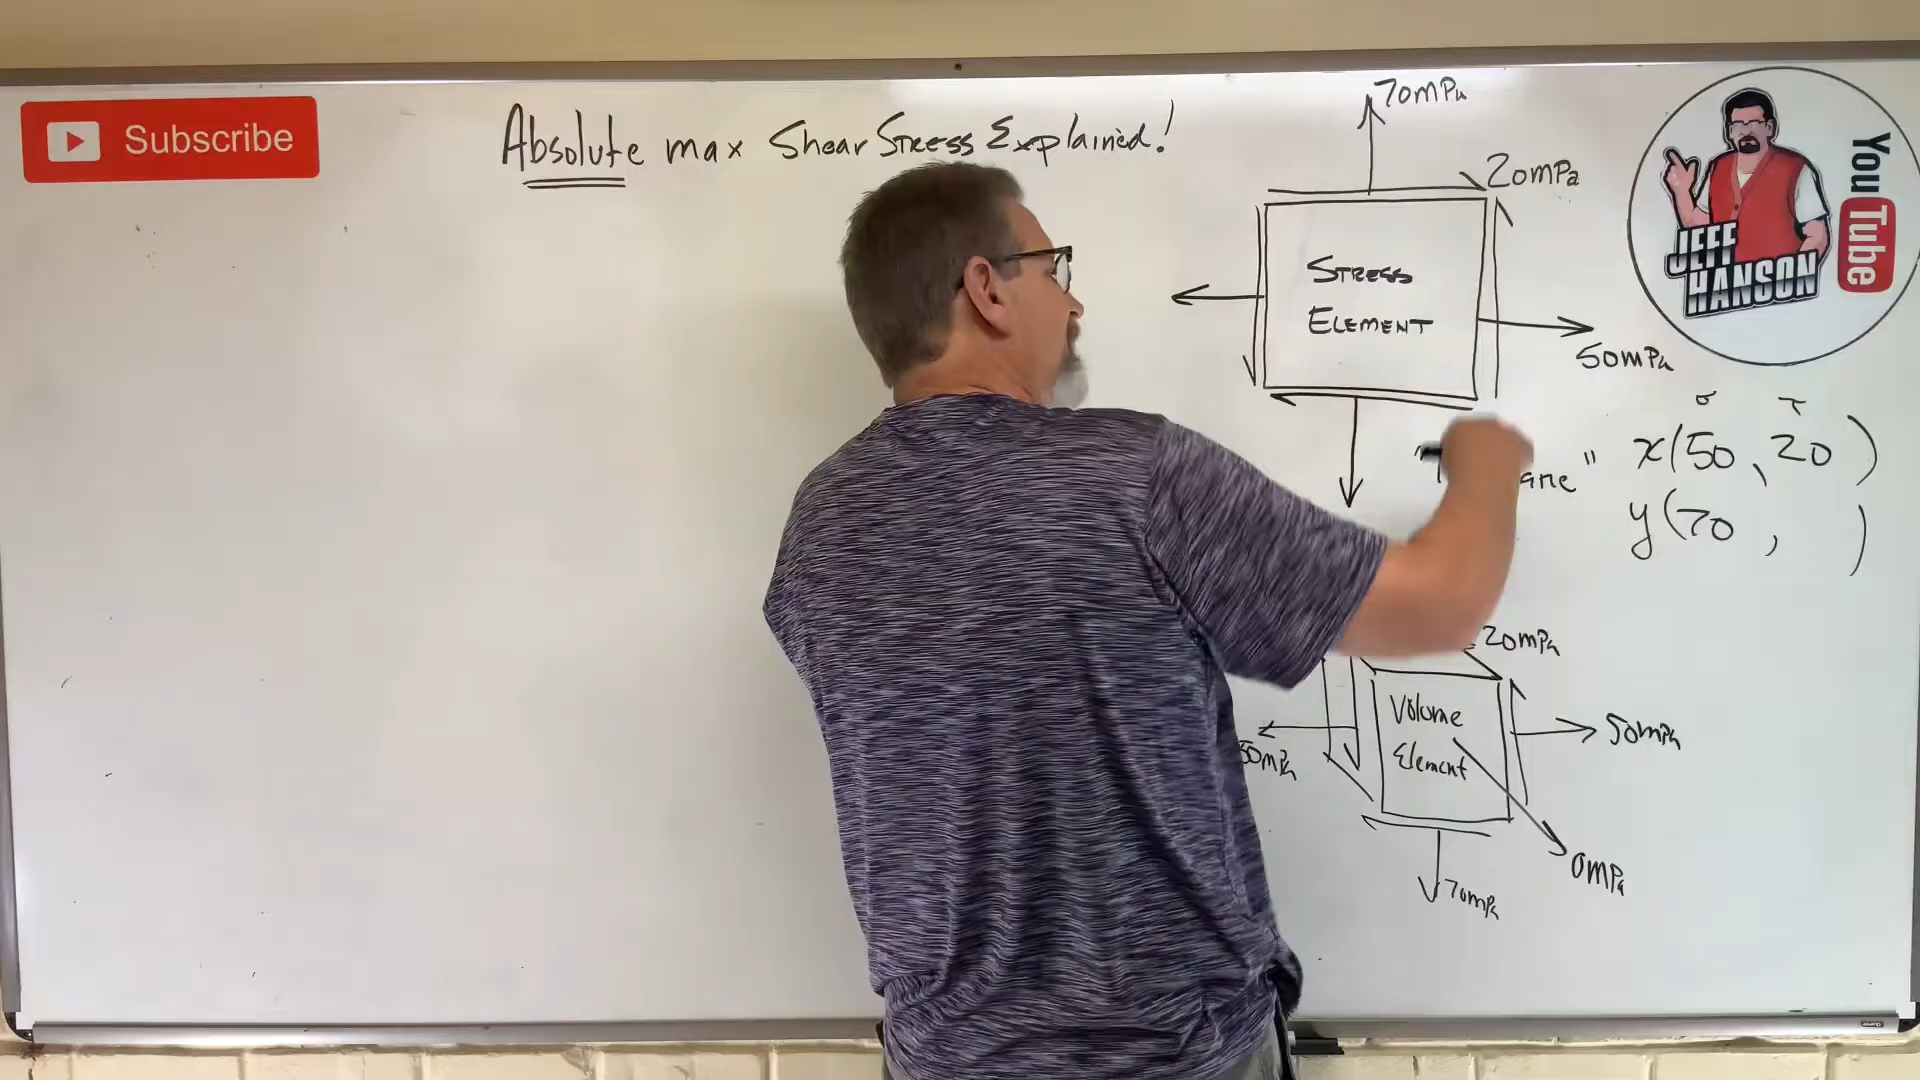 Subscribe
Absolute max Shear Stress Explained!
70mPa
20mPa
STRESS
ELEMENT
50mPa
YouTube
JEFF
HANSON
σ τ
x(50, 20)
y(70, )
20mPa
Volume
Element
50mPa
50mPa
0mPa
70mPa